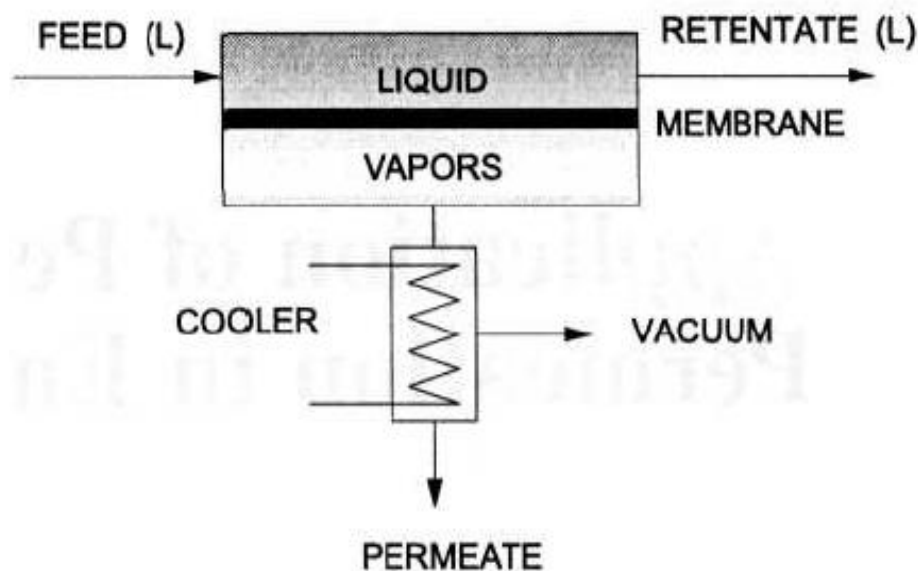 FEED (L)
RETENTATE (L)
LIQUID
MEMBRANE
VAPORS
COOLER
VACUUM
PERMEATE